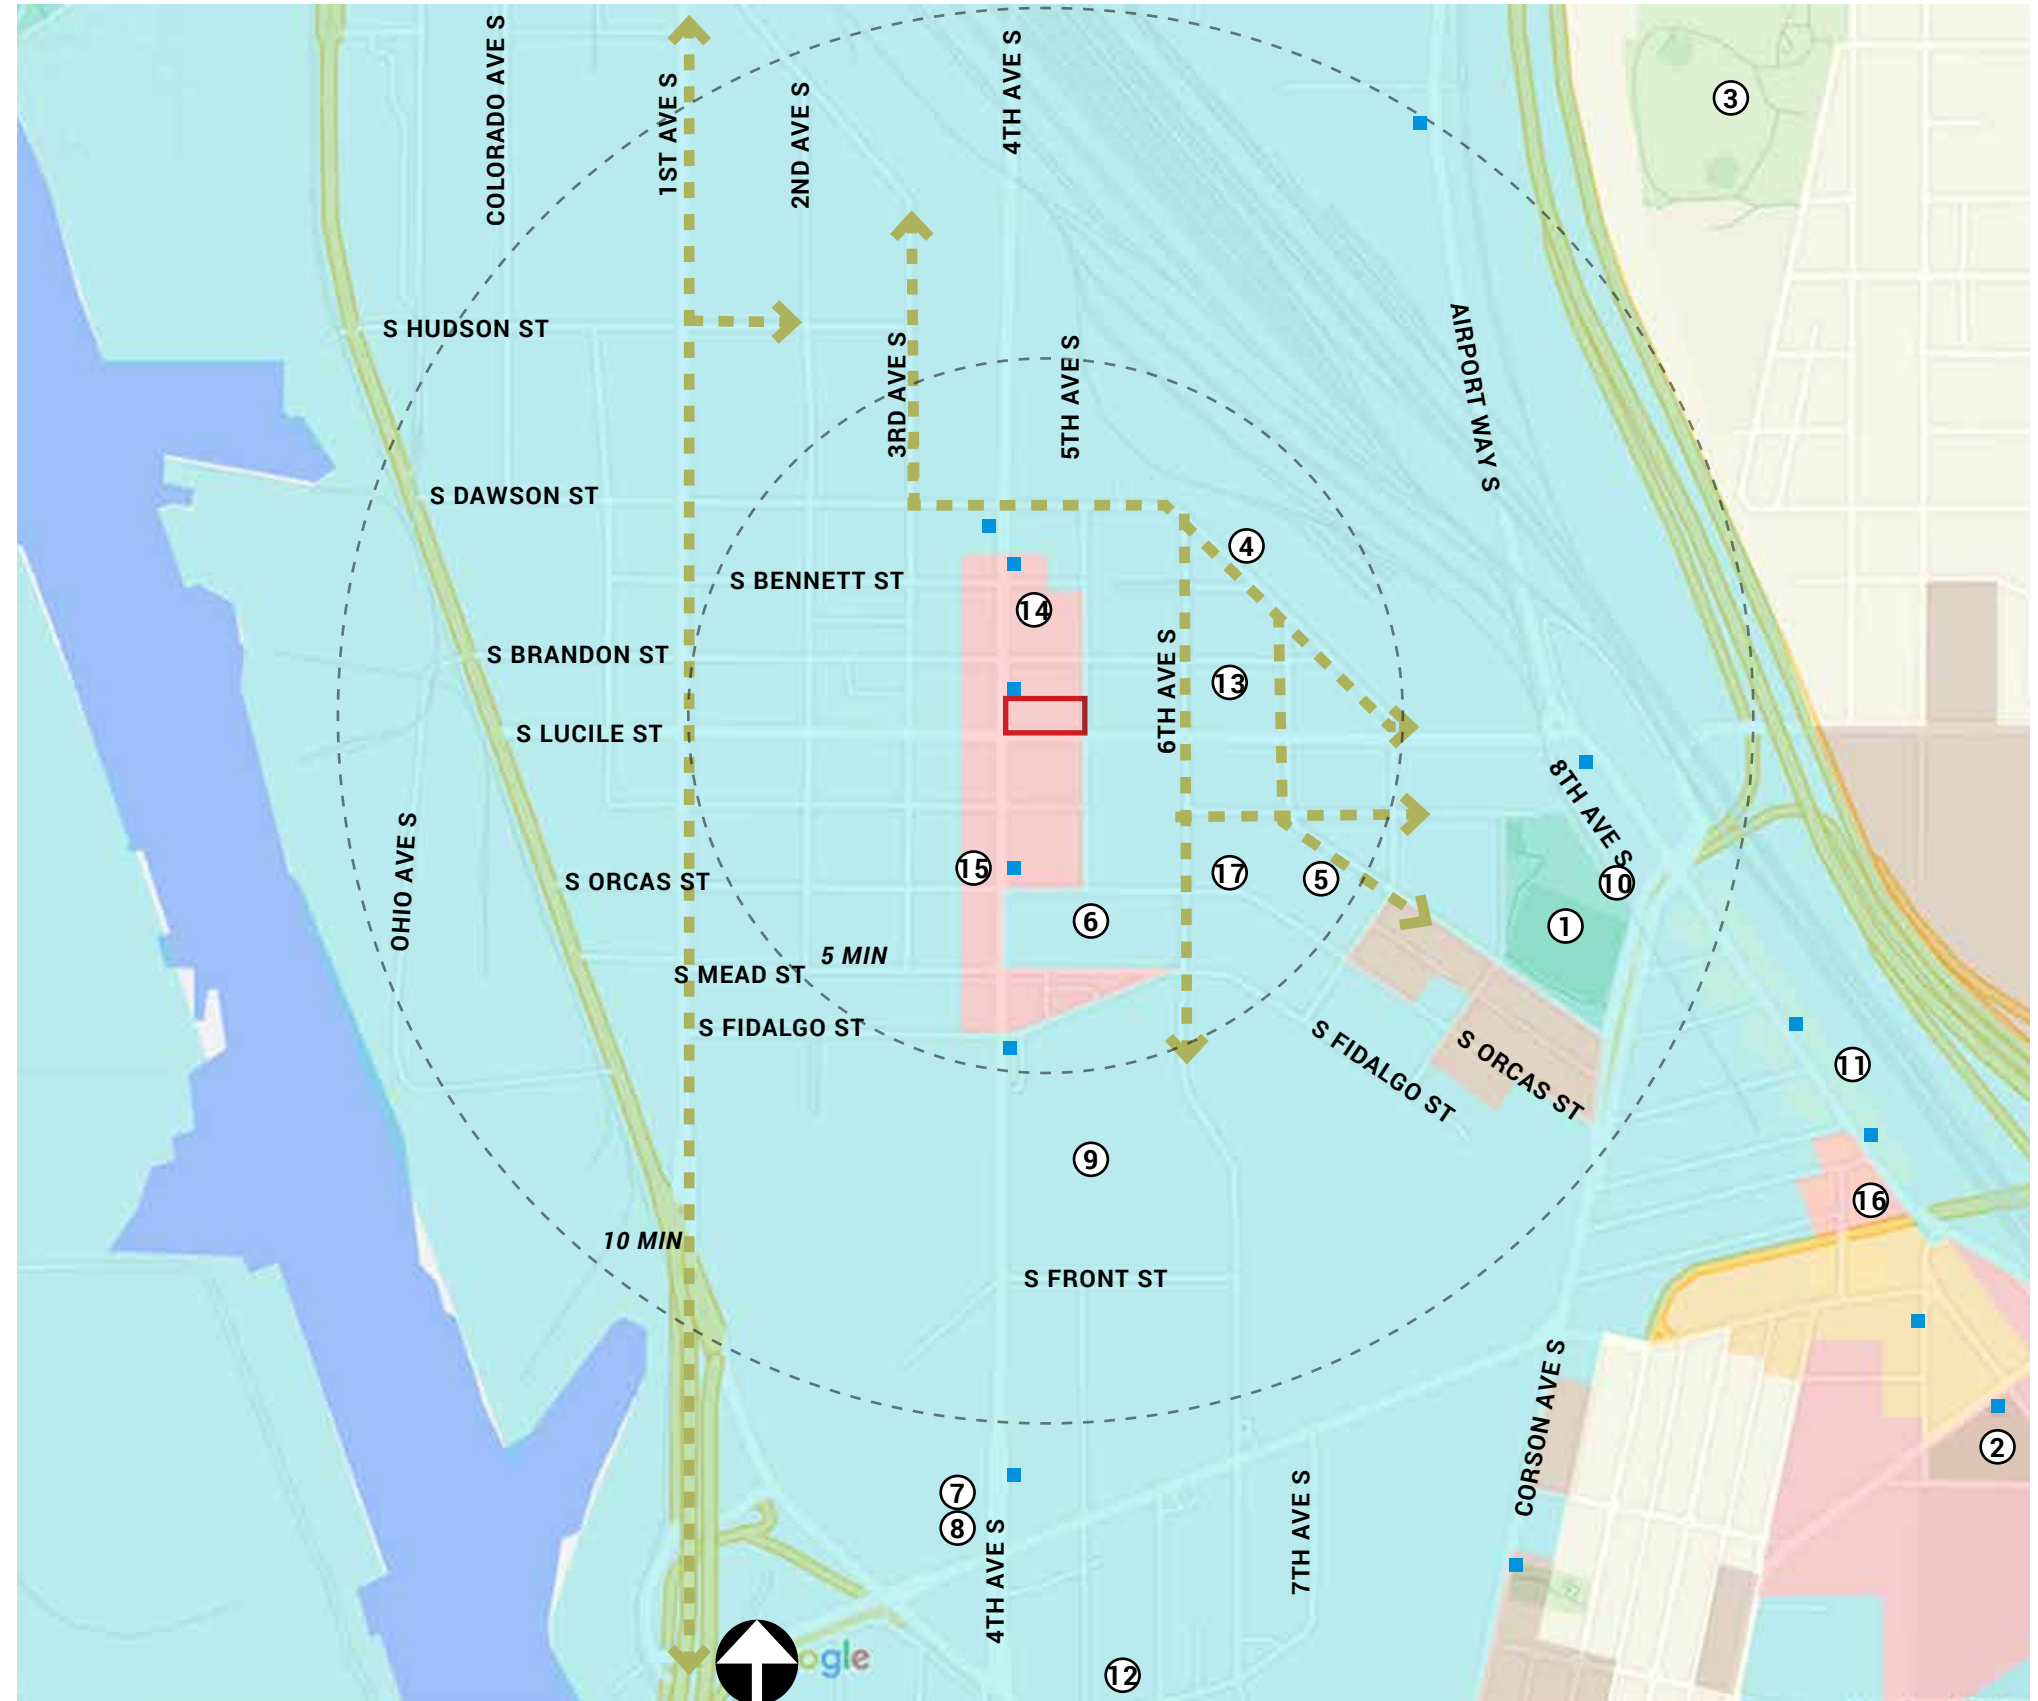 COLORADO AVE S
1ST AVE S
2ND AVE S
4TH AVE S
3
S HUDSON ST
3RD AVE S
5TH AVE S
AIRPORT WAY S
S DAWSON ST
4
S BENNETT ST
14
S BRANDON ST
6TH AVE S
13
S LUCILE ST
8TH AVE S
OHIO AVE S
S ORCAS ST
15
17
5
10
6
1
5 MIN
S MEAD ST
S FIDALGO ST
S FIDALGO ST
S ORCAS ST
11
9
16
10 MIN
S FRONT ST
CORSON AVE S
2
7
8
4TH AVE S
7TH AVE S
ogle
12